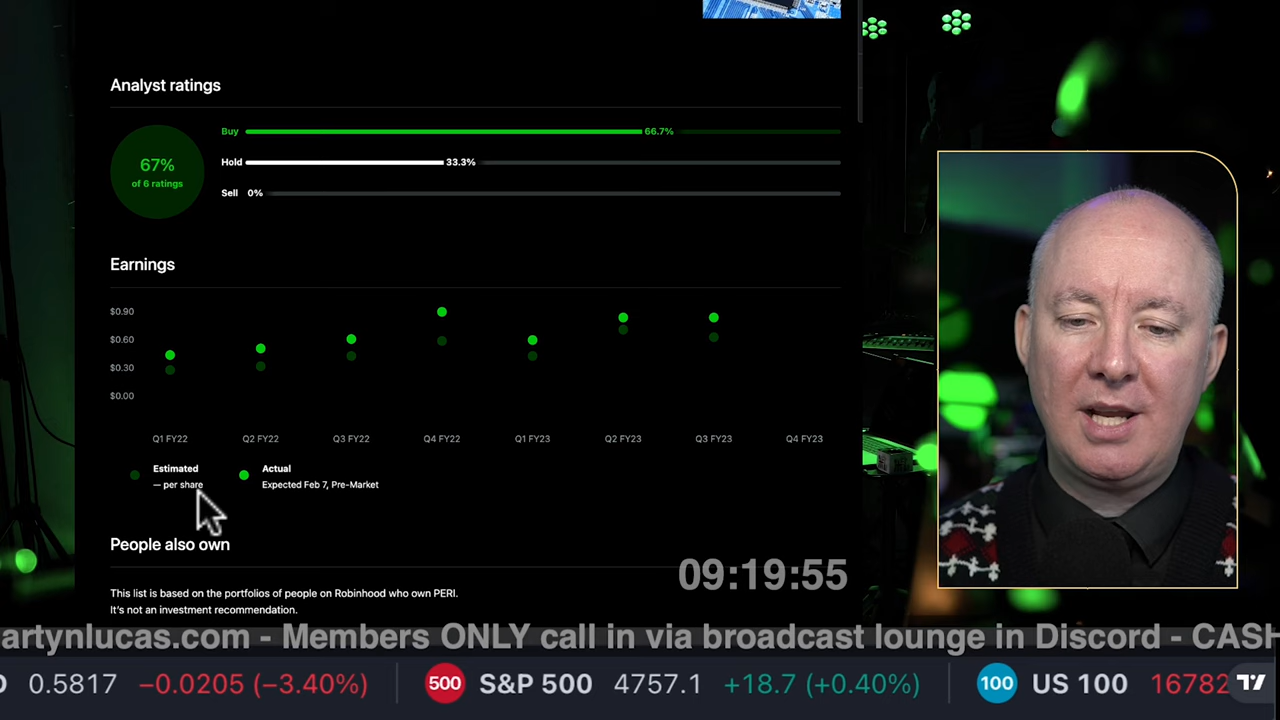 Analyst ratings
67%
of 6 ratings
Buy 66.7%
Hold 33.3%
Sell 0%
Earnings
$0.90
$0.60
$0.30
$0.00
Q1 FY22 Q2 FY22 Q3 FY22 Q4 FY22 Q1 FY23 Q2 FY23 Q3 FY23 Q4 FY23
Estimated Actual
— per share Expected Feb 7, Pre-Market
People also own
09:19:55
This list is based on the portfolios of people on Robinhood who own PERI.
It's not an investment recommendation.
artynlucas.com - Members ONLY call in via broadcast lounge in Discord - CASH
0.5817 −0.0205 (−3.40%) 500 S&P 500 4757.1 +18.7 (+0.40%) 100 US 100 16782